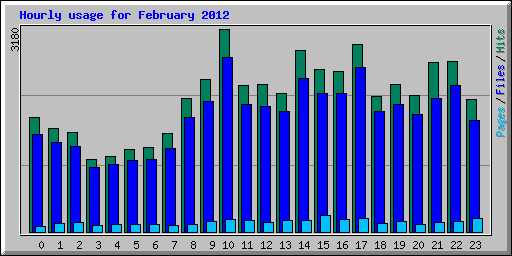 Hourly usage for February 2012
3180
Pages/Files/Hits
0 1 2 3 4 5 6 7 8 9 10 11 12 13 14 15 16 17 18 19 20 21 22 23